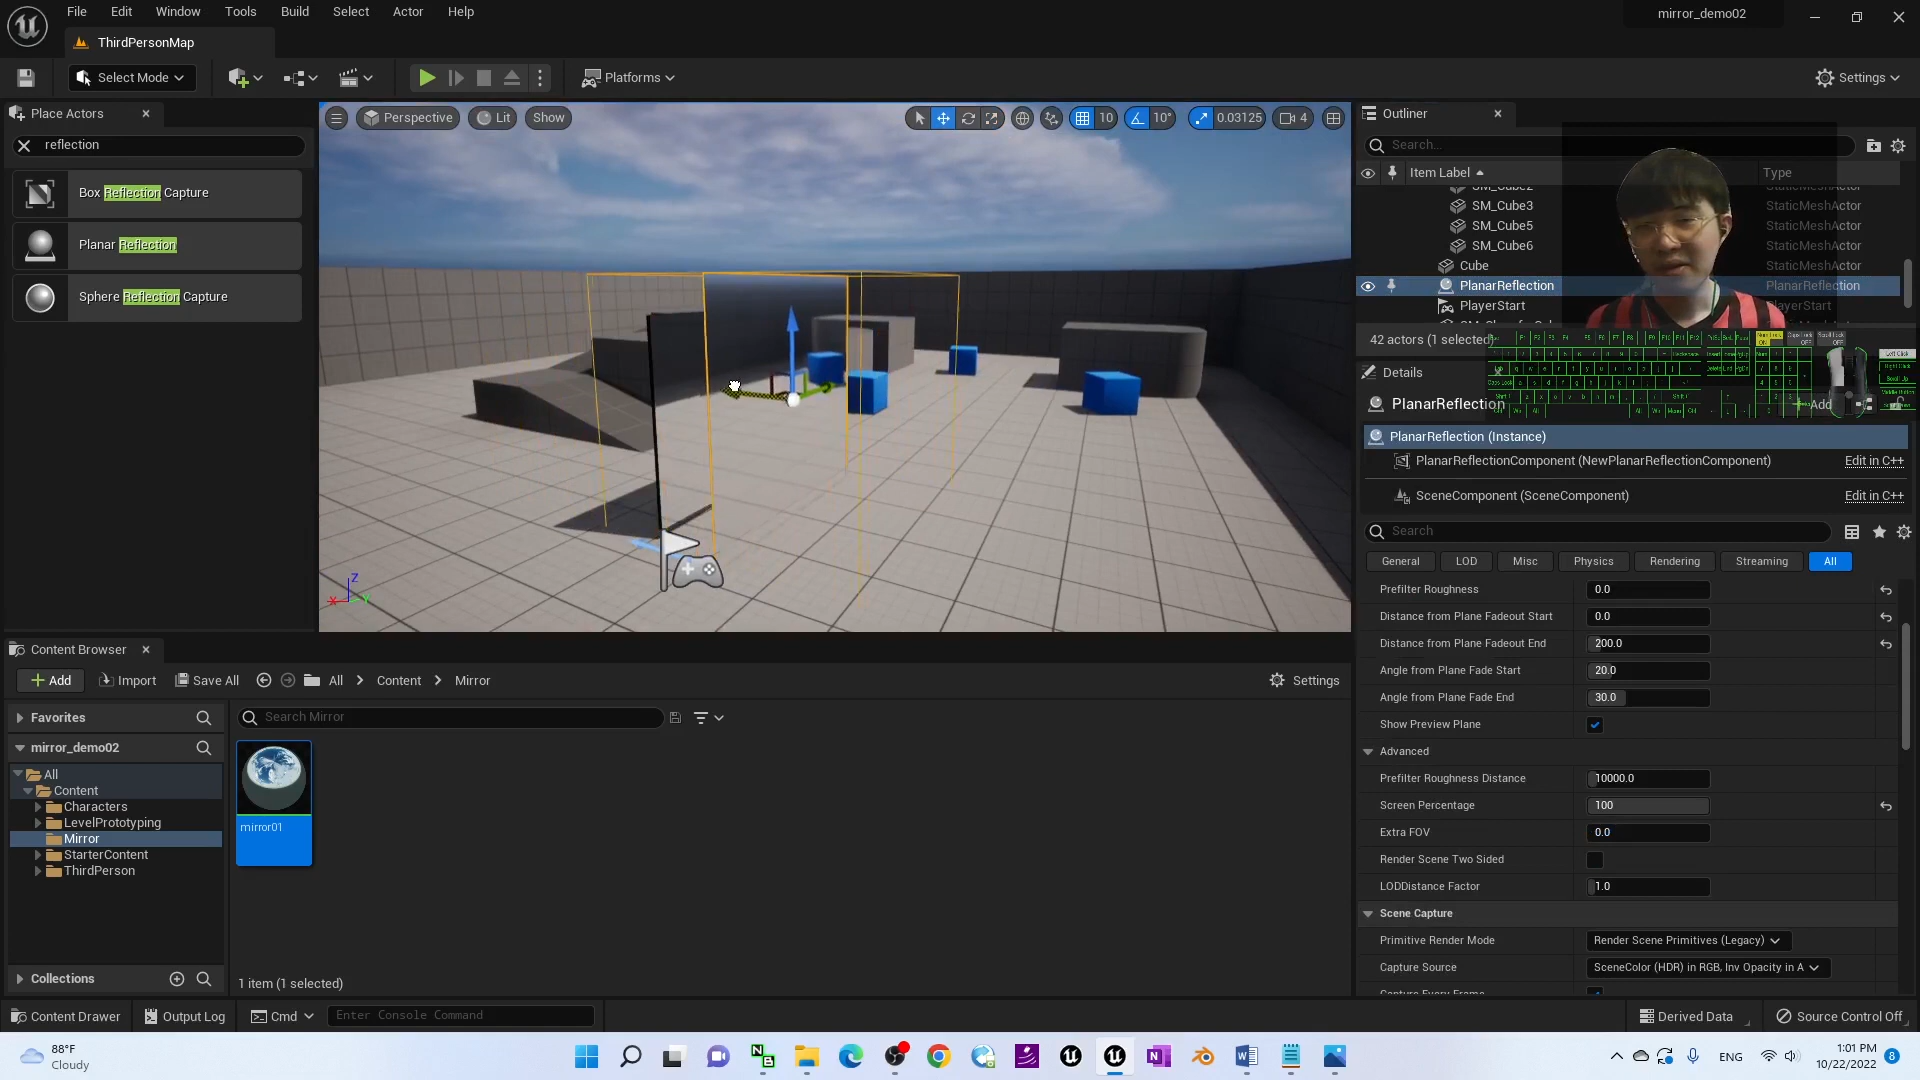 File Edit Window Tools Build Select Actor Help
mirror_demo02
ThirdPersonMap
Select Mode
Platforms
Settings
Place Actors
reflection
Box Reflection Capture
Planar Reflection
Sphere Reflection Capture
Perspective Lit Show
10 10° 0.03125 4
Z
X Y
Outliner
Search...
Item Label Type
SM_Cube2 StaticMeshActor
SM_Cube3 StaticMeshActor
SM_Cube5 StaticMeshActor
SM_Cube6 StaticMeshActor
Cube StaticMeshActor
PlanarReflection PlanarReflection
PlayerStart PlayerStart
42 actors (1 selected)
Details
PlanarReflection
Add
PlanarReflection (Instance)
PlanarReflectionComponent (NewPlanarReflectionComponent) Edit in C++
SceneComponent (SceneComponent) Edit in C++
Search
General LOD Misc Physics Rendering Streaming All
Prefilter Roughness 0.0
Distance from Plane Fadeout Start 0.0
Distance from Plane Fadeout End 200.0
Angle from Plane Fade Start 20.0
Angle from Plane Fade End 30.0
Show Preview Plane
Advanced
Prefilter Roughness Distance 10000.0
Screen Percentage 100
Extra FOV 0.0
Render Scene Two Sided
LODDistance Factor 1.0
Scene Capture
Primitive Render Mode Render Scene Primitives (Legacy)
Capture Source SceneColor (HDR) in RGB, Inv Opacity in A
Capture Every Frame
Content Browser
Add Import Save All All Content Mirror Settings
Favorites
Search Mirror
mirror_demo02
All
Content
Characters
LevelPrototyping
Mirror
StarterContent
ThirdPerson
mirror01
Collections
1 item (1 selected)
Content Drawer Output Log Cmd Enter Console Command Derived Data Source Control Off
88°F
Cloudy
ENG
1:01 PM
10/22/2022
8